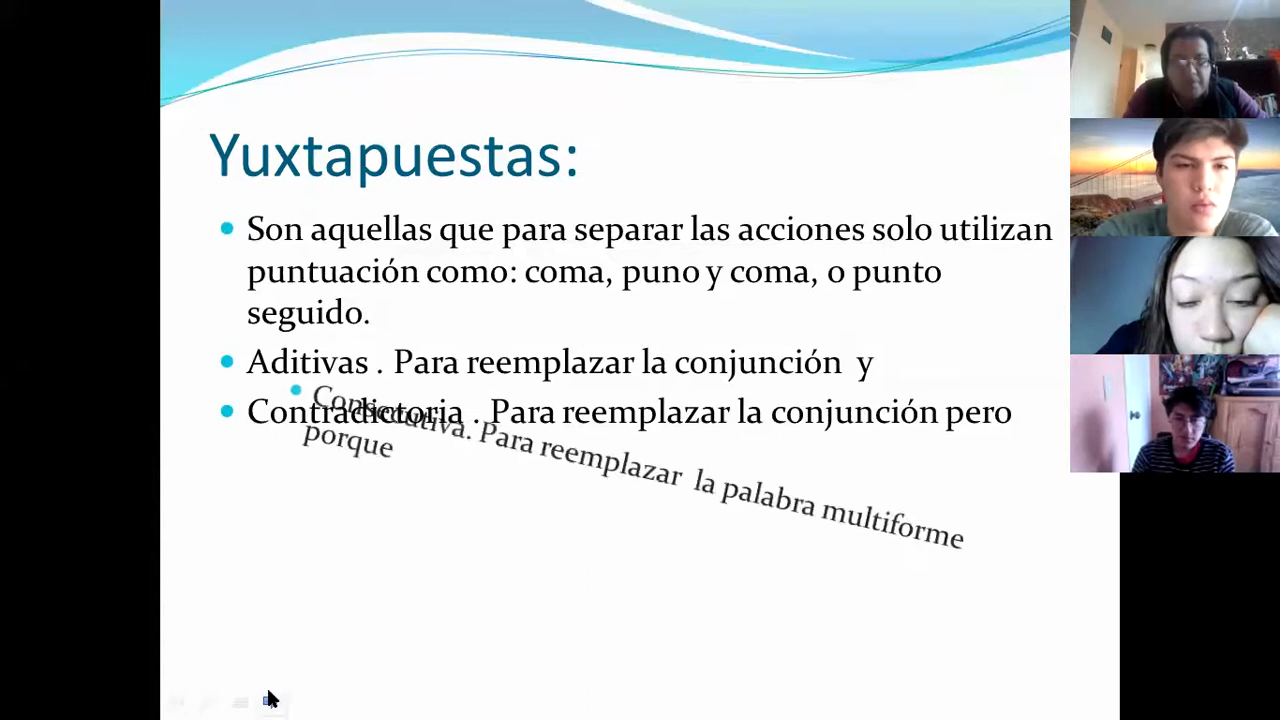 Yuxtapuestas:
Son aquellas que para separar las acciones solo utilizan
puntuación como: coma, puno y coma, o punto
seguido.
Aditivas . Para reemplazar la conjunción y
Contradictoria . Para reemplazar la conjunción pero
Consecutiva. Para reemplazar la palabra multiforme
porque